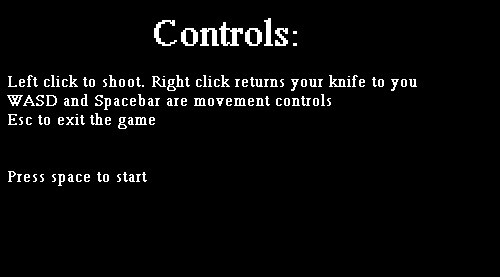 Controls:
Left click to shoot. Right click returns your knife to you
WASD and Spacebar are movement controls
Esc to exit the game
Press space to start